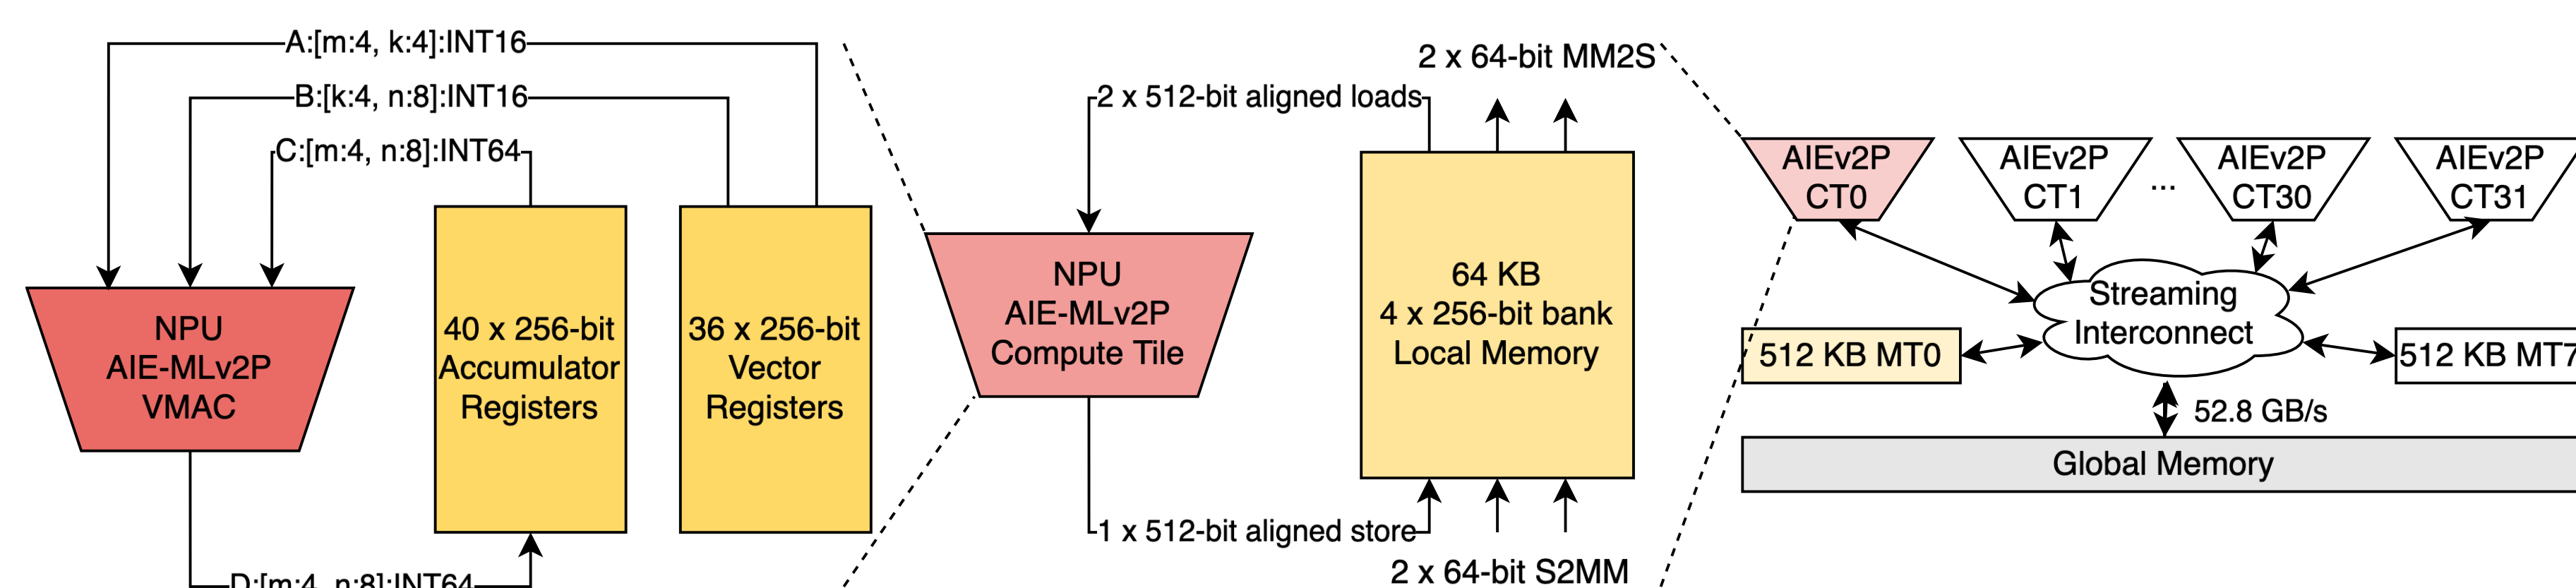 A:[m:4, k:4]:INT16
B:[k:4, n:8]:INT16
C:[m:4, n:8]:INT64
NPU
AIE-MLv2P
VMAC
40 x 256-bit
Accumulator
Registers
36 x 256-bit
Vector
Registers
D:[m:4, n:8]:INT64
2 x 64-bit MM2S
2 x 512-bit aligned loads
NPU
AIE-MLv2P
Compute Tile
64 KB
4 x 256-bit bank
Local Memory
1 x 512-bit aligned store
2 x 64-bit S2MM
AIEv2P
CT0
AIEv2P
CT1
...
AIEv2P
CT30
AIEv2P
CT31
Streaming
Interconnect
512 KB MT0
512 KB MT7
52.8 GB/s
Global Memory